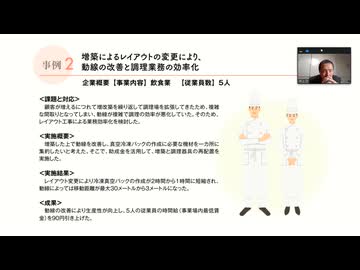 事例2
増築によるレイアウトの変更により、
動線の改善と調理業務の効率化
企業概要【事業内容】飲食業 【従業員数】5人
<課題と対応>
顧客が増えるにつれて増改築を繰り返して調理場を拡張してきたため、複雑
な間取りとなってしまい、動線が複雑で調理の効率が悪化していた。そのため、
レイアウト工事による業務効率化を検討した。
<実施概要>
増築した上で動線を改善し、真空冷凍パックの作成に必要な機材を一カ所に
集約したいと考えた。そこで、助成金を活用して、増築と調理器具の再配置を
実施した。
<実施結果>
レイアウト変更により冷凍真空パックの作成が2時間から1時間に短縮され、
動線によっては移動距離が最大30メートルから3メートルになった。
<成果>
動線の改善により生産性が向上し、5人の従業員の時間給(事業場内最低賃
金)を90円引き上げた。